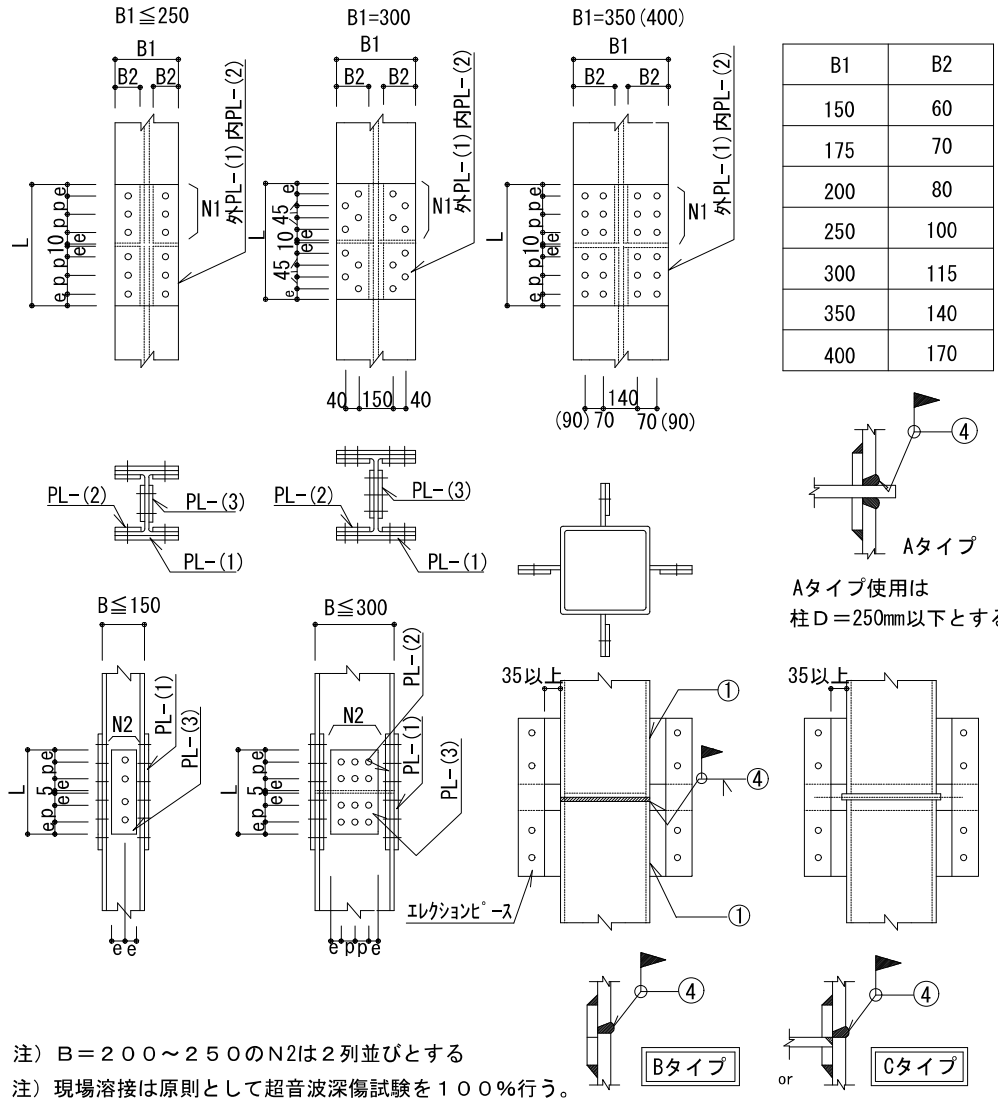 B1≦250
B1=300
B1=350(400)
B1
B2
B2
B1
B2
B2
B1
B2
B2
外PL-(1)内PL-(2)
外PL-(1)内PL-(2)
外PL-(1)内PL-(2)
N1
N1
N1
L
e
p
p
10
e
e
p
p
e
L
e
45
10
e
e
45
e
L
e
p
p
10
e
e
p
p
e
40
150
40
140
(90)
70
70
(90)
B1 B2
150 60
175 70
200 80
250 100
300 115
350 140
400 170
④
Aタイプ
Aタイプ使用は
柱D=250mm以下とする
PL-(2)
PL-(3)
PL-(1)
PL-(2)
PL-(3)
PL-(1)
B≦150
B≦300
N2
PL-(1)
PL-(3)
L
e
p
5
e
e
p
e
e
e
N2
PL-(2)
PL-(1)
PL-(3)
L
e
p
5
e
e
p
e
e
p
p
e
35以上
①
④
①
エレクションピース
35以上
④
Bタイプ
④
or
Cタイプ
注) B=200～250のN2は2列並びとする
注) 現場溶接は原則として超音波深傷試験を100%行う。